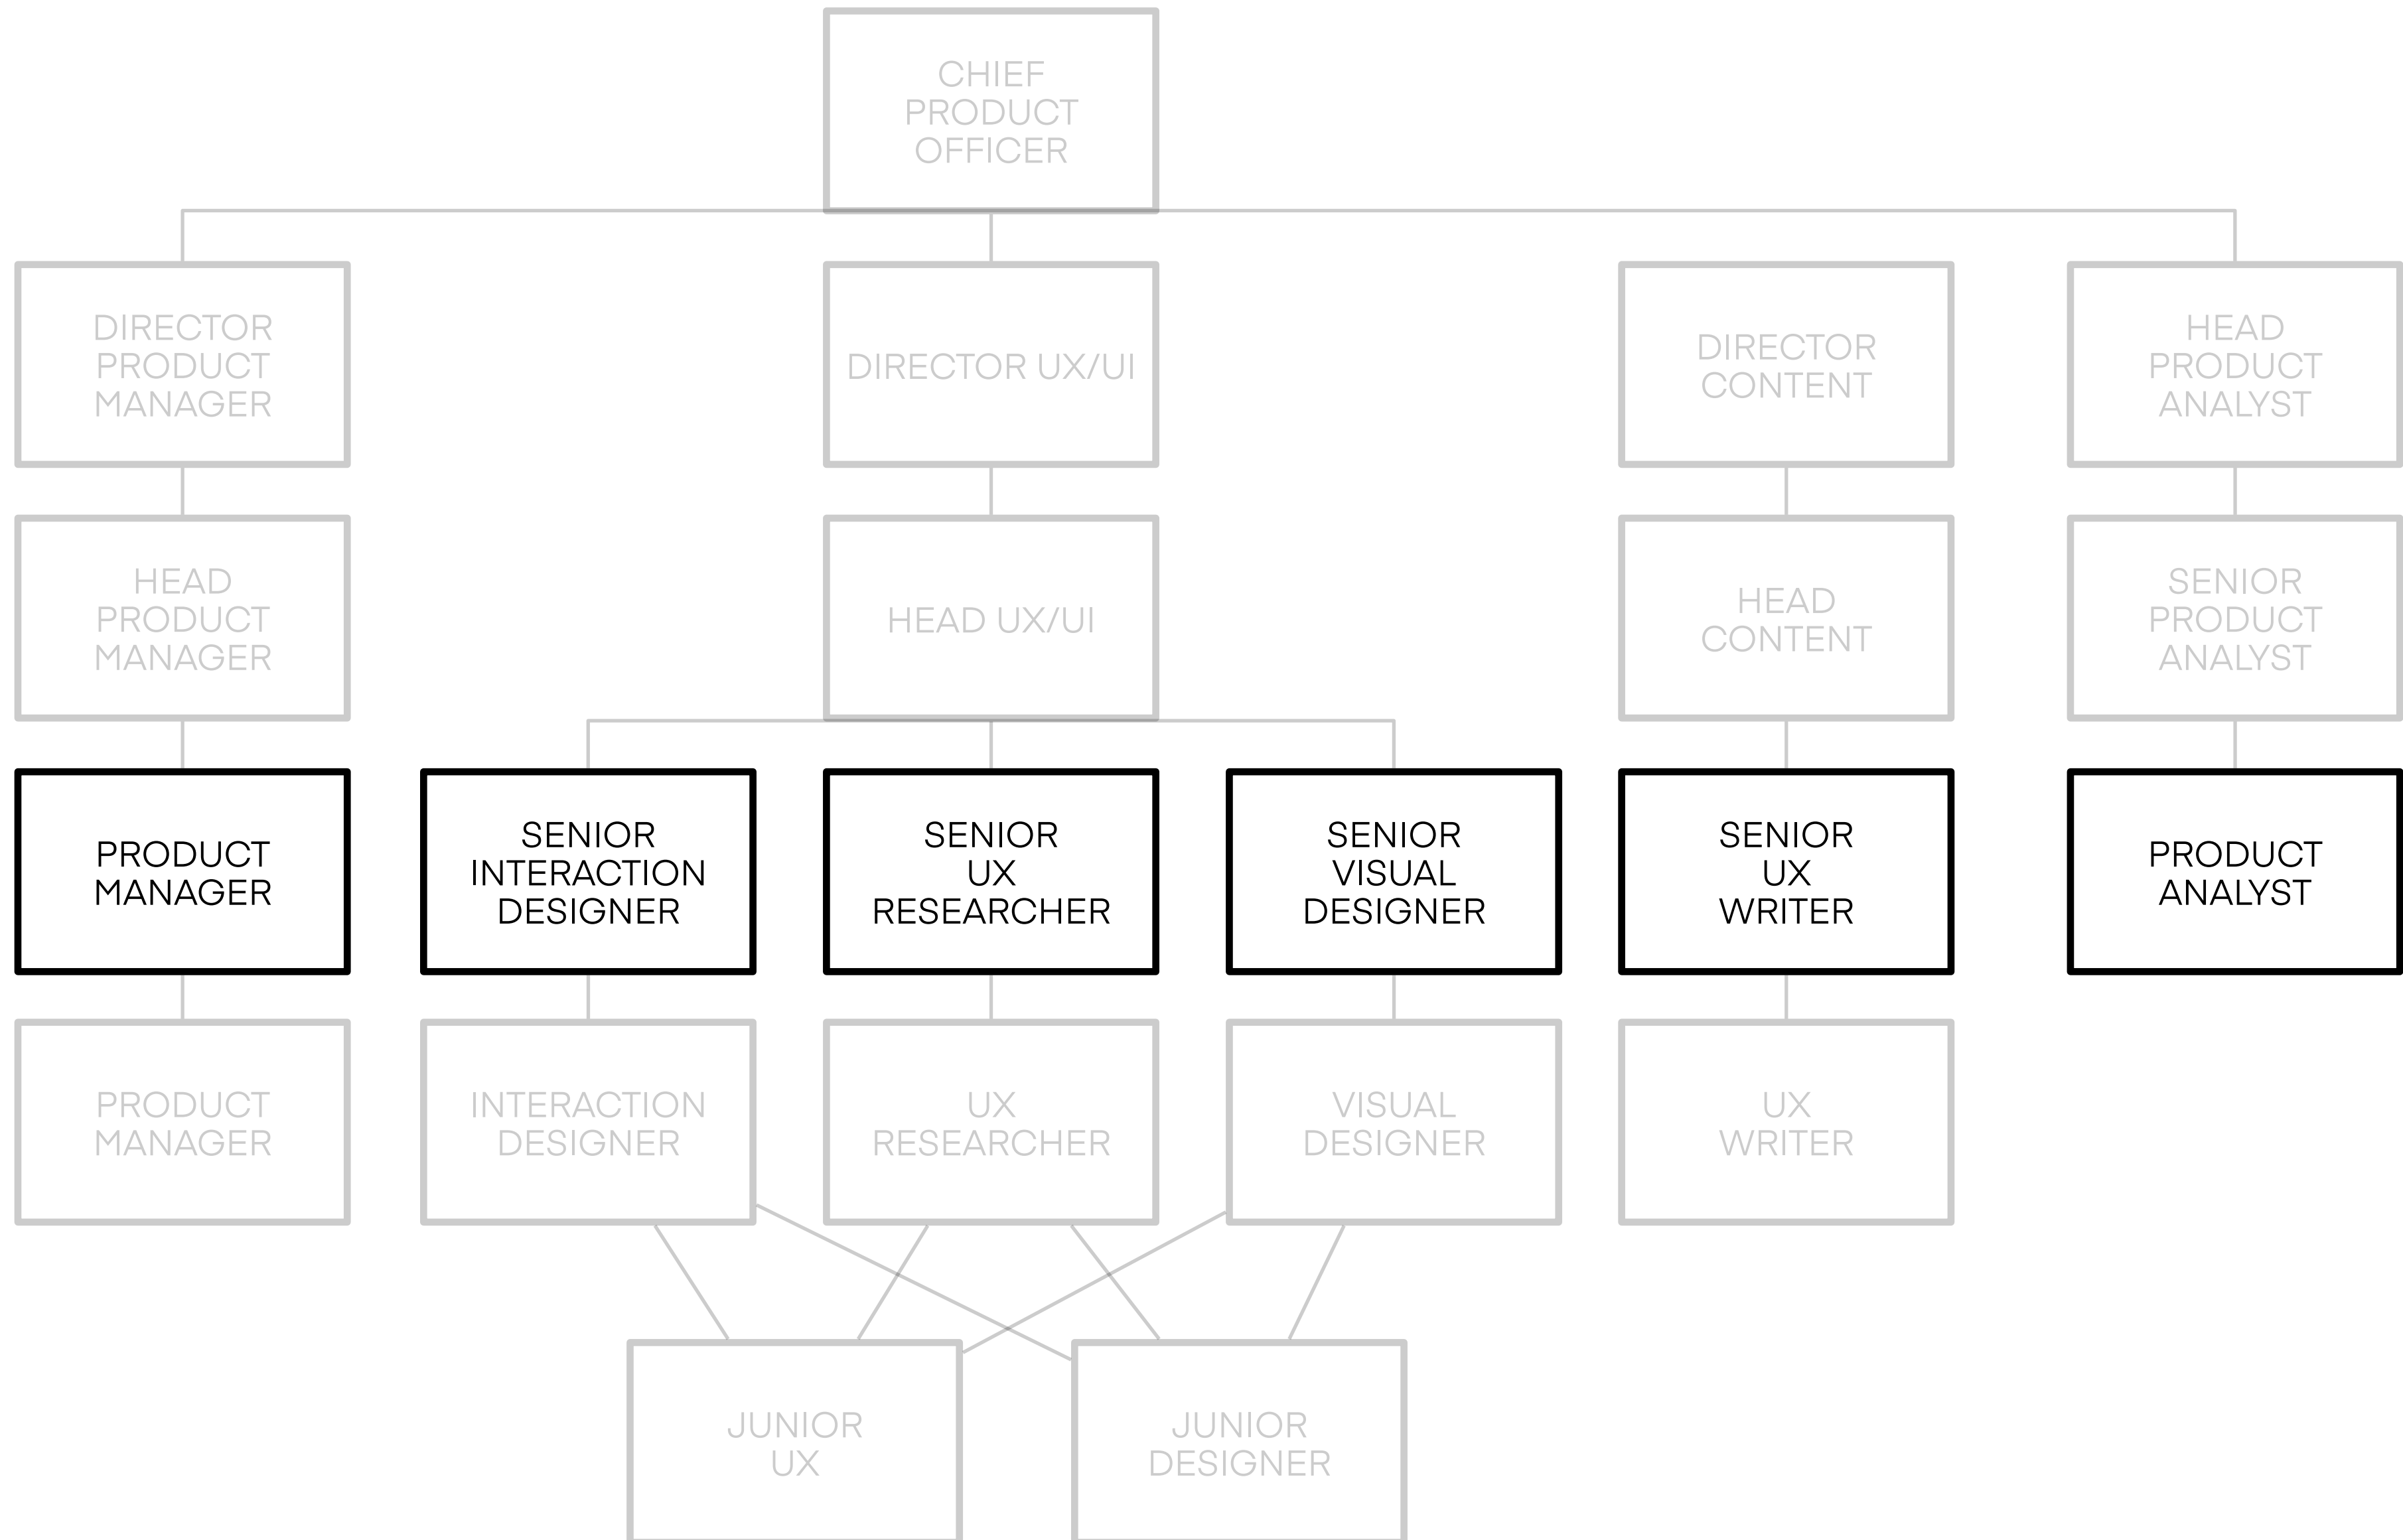 CHIEF
PRODUCT
OFFICER
DIRECTOR
PRODUCT
MANAGER
DIRECTOR UX/UI
DIRECTOR
CONTENT
HEAD
PRODUCT
ANALYST
HEAD
PRODUCT
MANAGER
HEAD UX/UI
HEAD
CONTENT
SENIOR
PRODUCT
ANALYST
PRODUCT
MANAGER
SENIOR
INTERACTION
DESIGNER
SENIOR
UX
RESEARCHER
SENIOR
VISUAL
DESIGNER
SENIOR
UX
WRITER
PRODUCT
ANALYST
PRODUCT
MANAGER
INTERACTION
DESIGNER
UX
RESEARCHER
VISUAL
DESIGNER
UX
WRITER
JUNIOR
UX
JUNIOR
DESIGNER